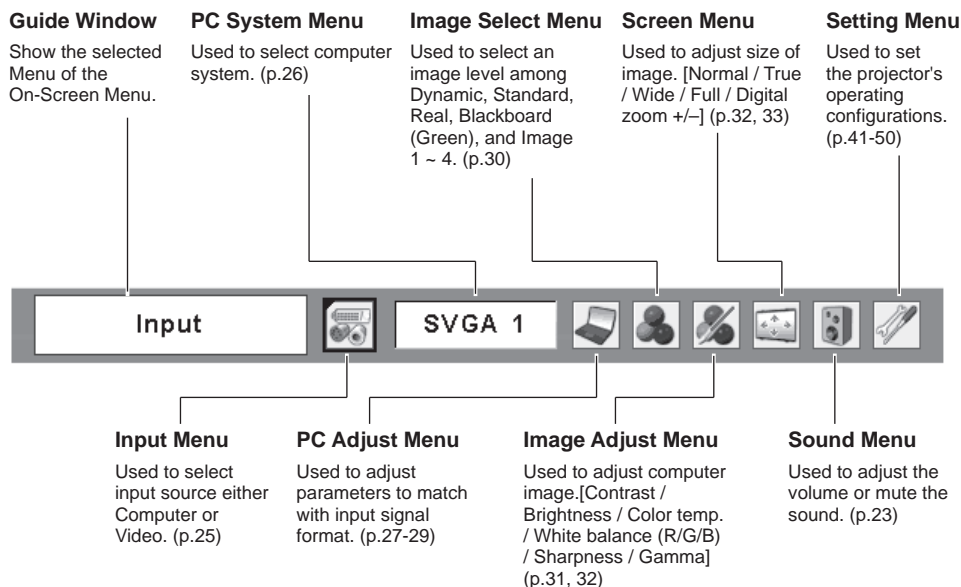 Guide Window
Show the selected
Menu of the
On-Screen Menu.
PC System Menu
Used to select computer
system. (p.26)
Image Select Menu
Used to select an
image level among
Dynamic, Standard,
Real, Blackboard
(Green), and Image
1 ~ 4. (p.30)
Screen Menu
Used to adjust size of
image. [Normal / True
/ Wide / Full / Digital
zoom +/–] (p.32, 33)
Setting Menu
Used to set
the projector's
operating
configurations.
(p.41-50)
Input
SVGA 1
Input Menu
Used to select
input source either
Computer or
Video. (p.25)
PC Adjust Menu
Used to adjust
parameters to match
with input signal
format. (p.27-29)
Image Adjust Menu
Used to adjust computer
image.[Contrast /
Brightness / Color temp.
/ White balance (R/G/B)
/ Sharpness / Gamma]
(p.31, 32)
Sound Menu
Used to adjust the
volume or mute the
sound. (p.23)